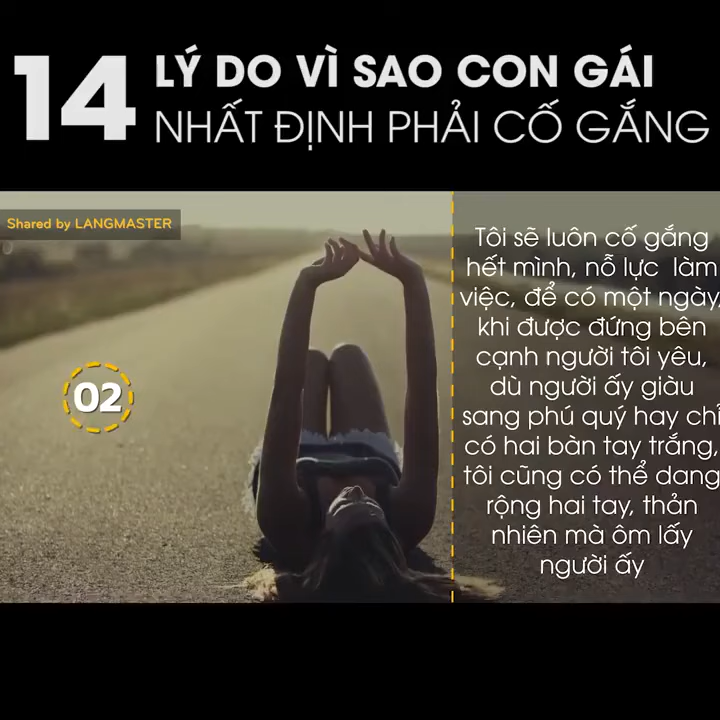 14 LÝ DO VÌ SAO CON GÁI
NHẤT ĐỊNH PHẢI CỐ GẮNG
Shared by LANGMASTER
02
Tôi sẽ luôn cố gắng
hết mình, nỗ lực làm
việc, để có một ngày,
khi được đứng bên
cạnh người tôi yêu,
dù người ấy giàu
sang phú quý hay chỉ
có hai bàn tay trắng,
tôi cũng có thể dang
rộng hai tay, thản
nhiên mà ôm lấy
người ấy